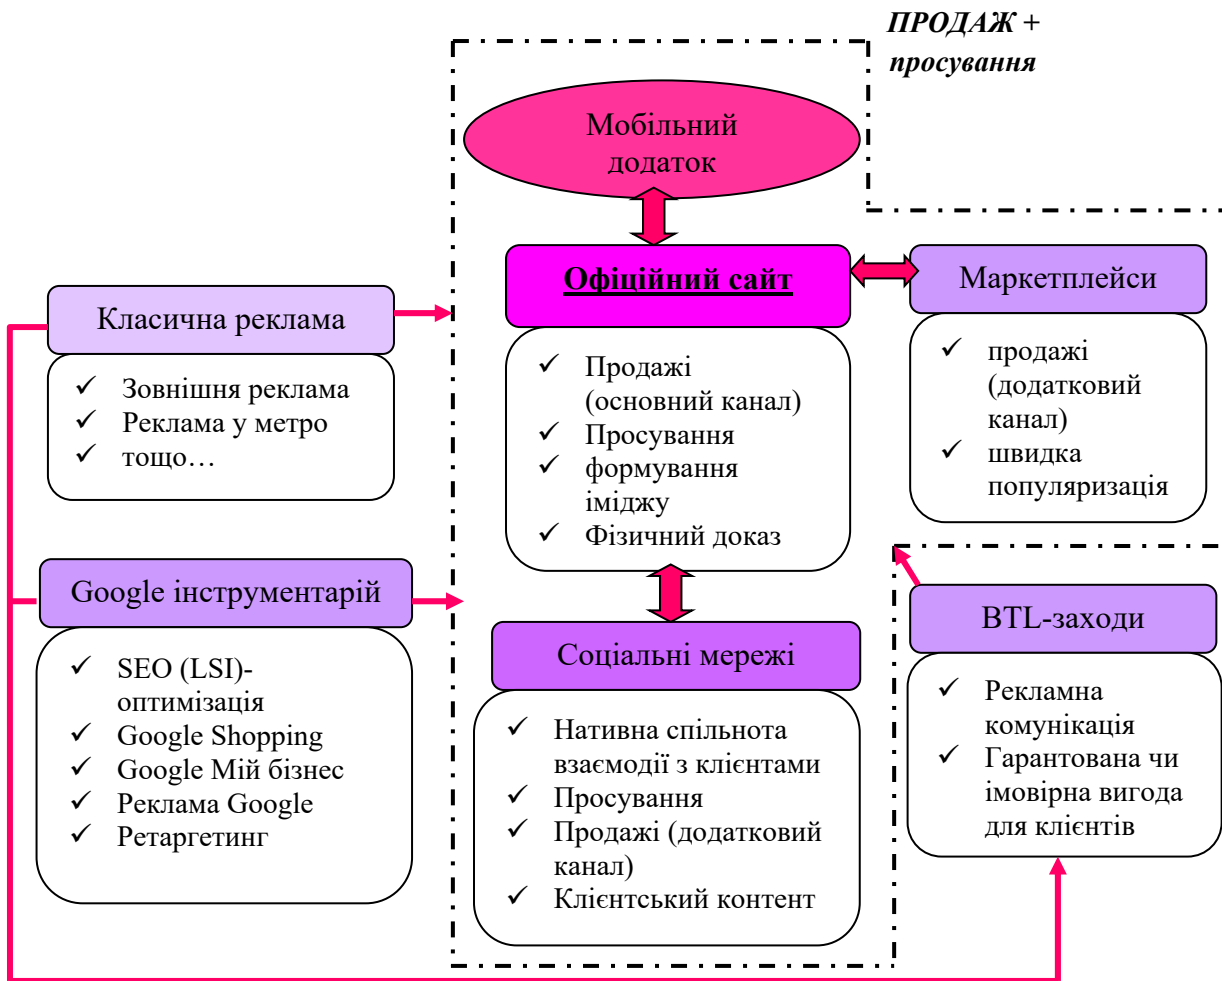 ПРОДАЖ +
просування
Мобільний
додаток
Офіційний сайт
Продажі
(основний канал)
Просування
формування
іміджу
Фізичний доказ
Маркетплейси
продажі
(додатковий
канал)
швидка
популяризація
Класична реклама
Зовнішня реклама
Реклама у метро
тощо…
Google інструментарій
SEO (LSI)-
оптимізація
Google Shopping
Google Мій бізнес
Реклама Google
Ретаргетинг
Соціальні мережі
Нативна спільнота
взаємодії з клієнтами
Просування
Продажі (додатковий
канал)
Клієнтський контент
BTL-заходи
Рекламна
комунікація
Гарантована чи
імовірна вигода
для клієнтів